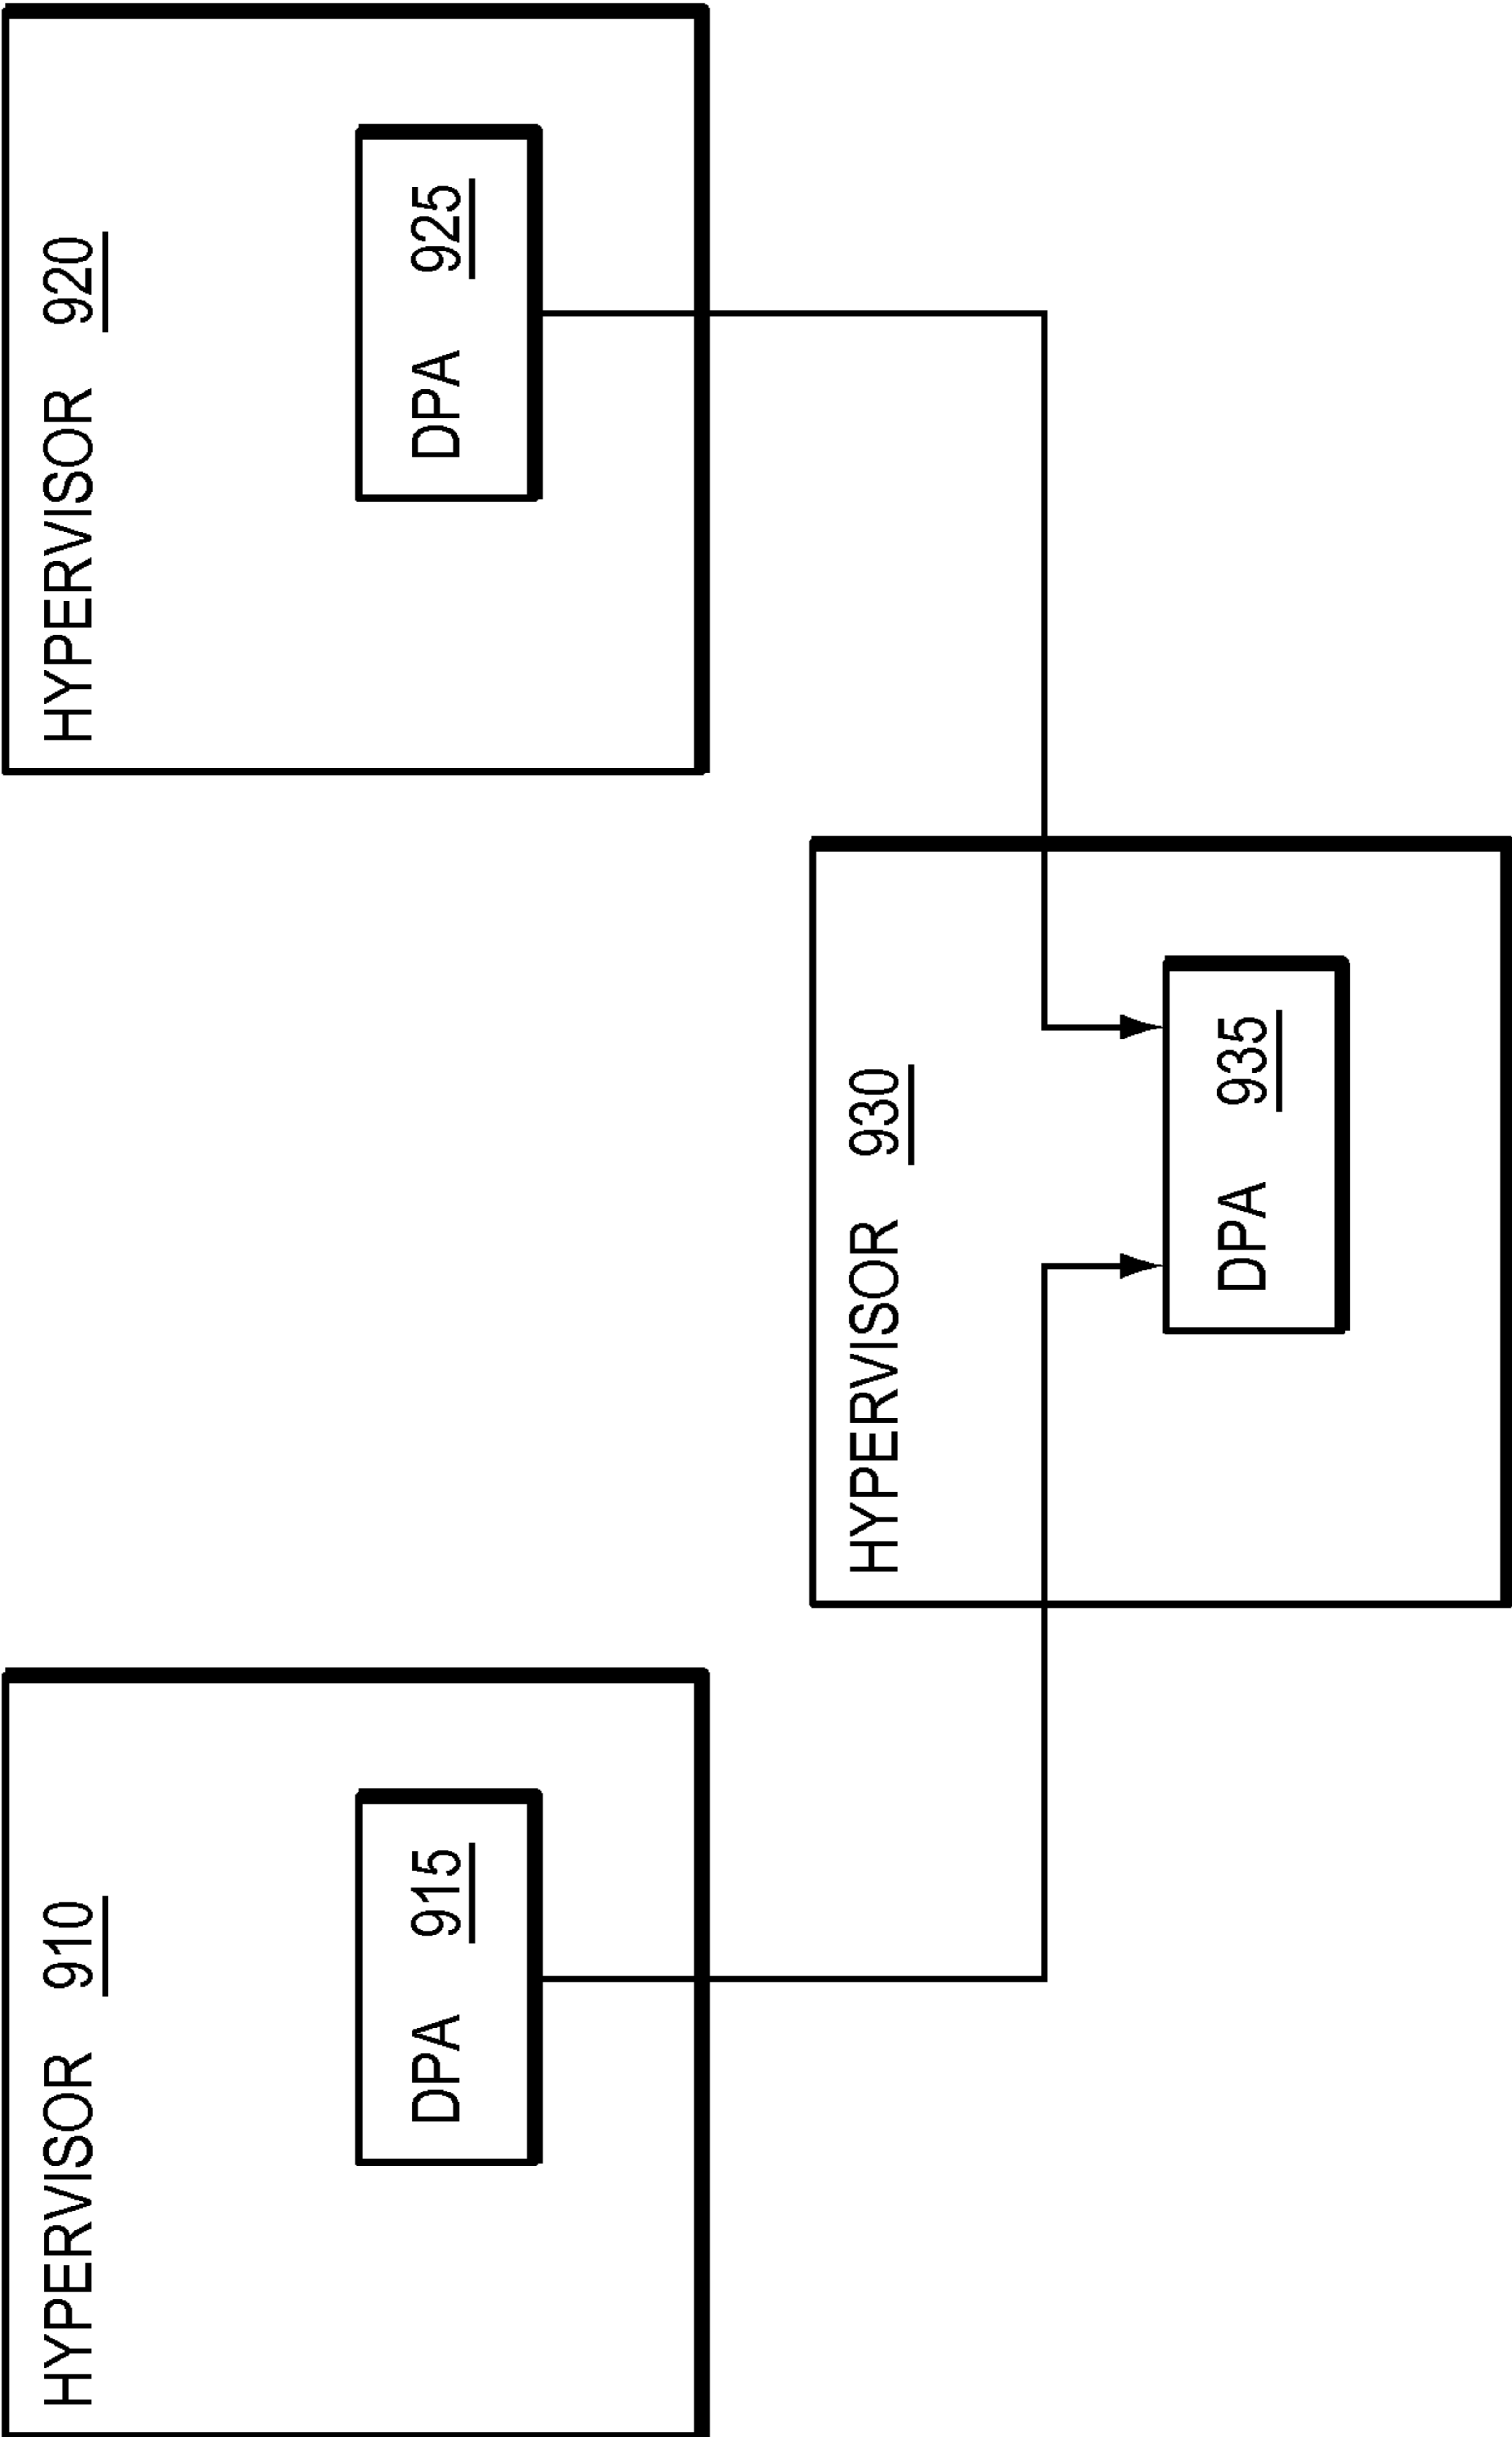 HYPERVISOR 910
DPA 915
HYPERVISOR 920
DPA 925
HYPERVISOR 930
DPA 935